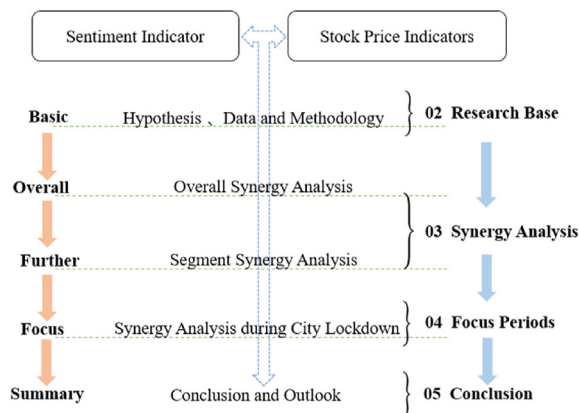 Sentiment Indicator Stock Price Indicators
Basic Hypothesis 、Data and Methodology 02 Research Base
Overall Overall Synergy Analysis
03 Synergy Analysis
Further Segment Synergy Analysis
Focus Synergy Analysis during City Lockdown 04 Focus Periods
Summary Conclusion and Outlook 05 Conclusion